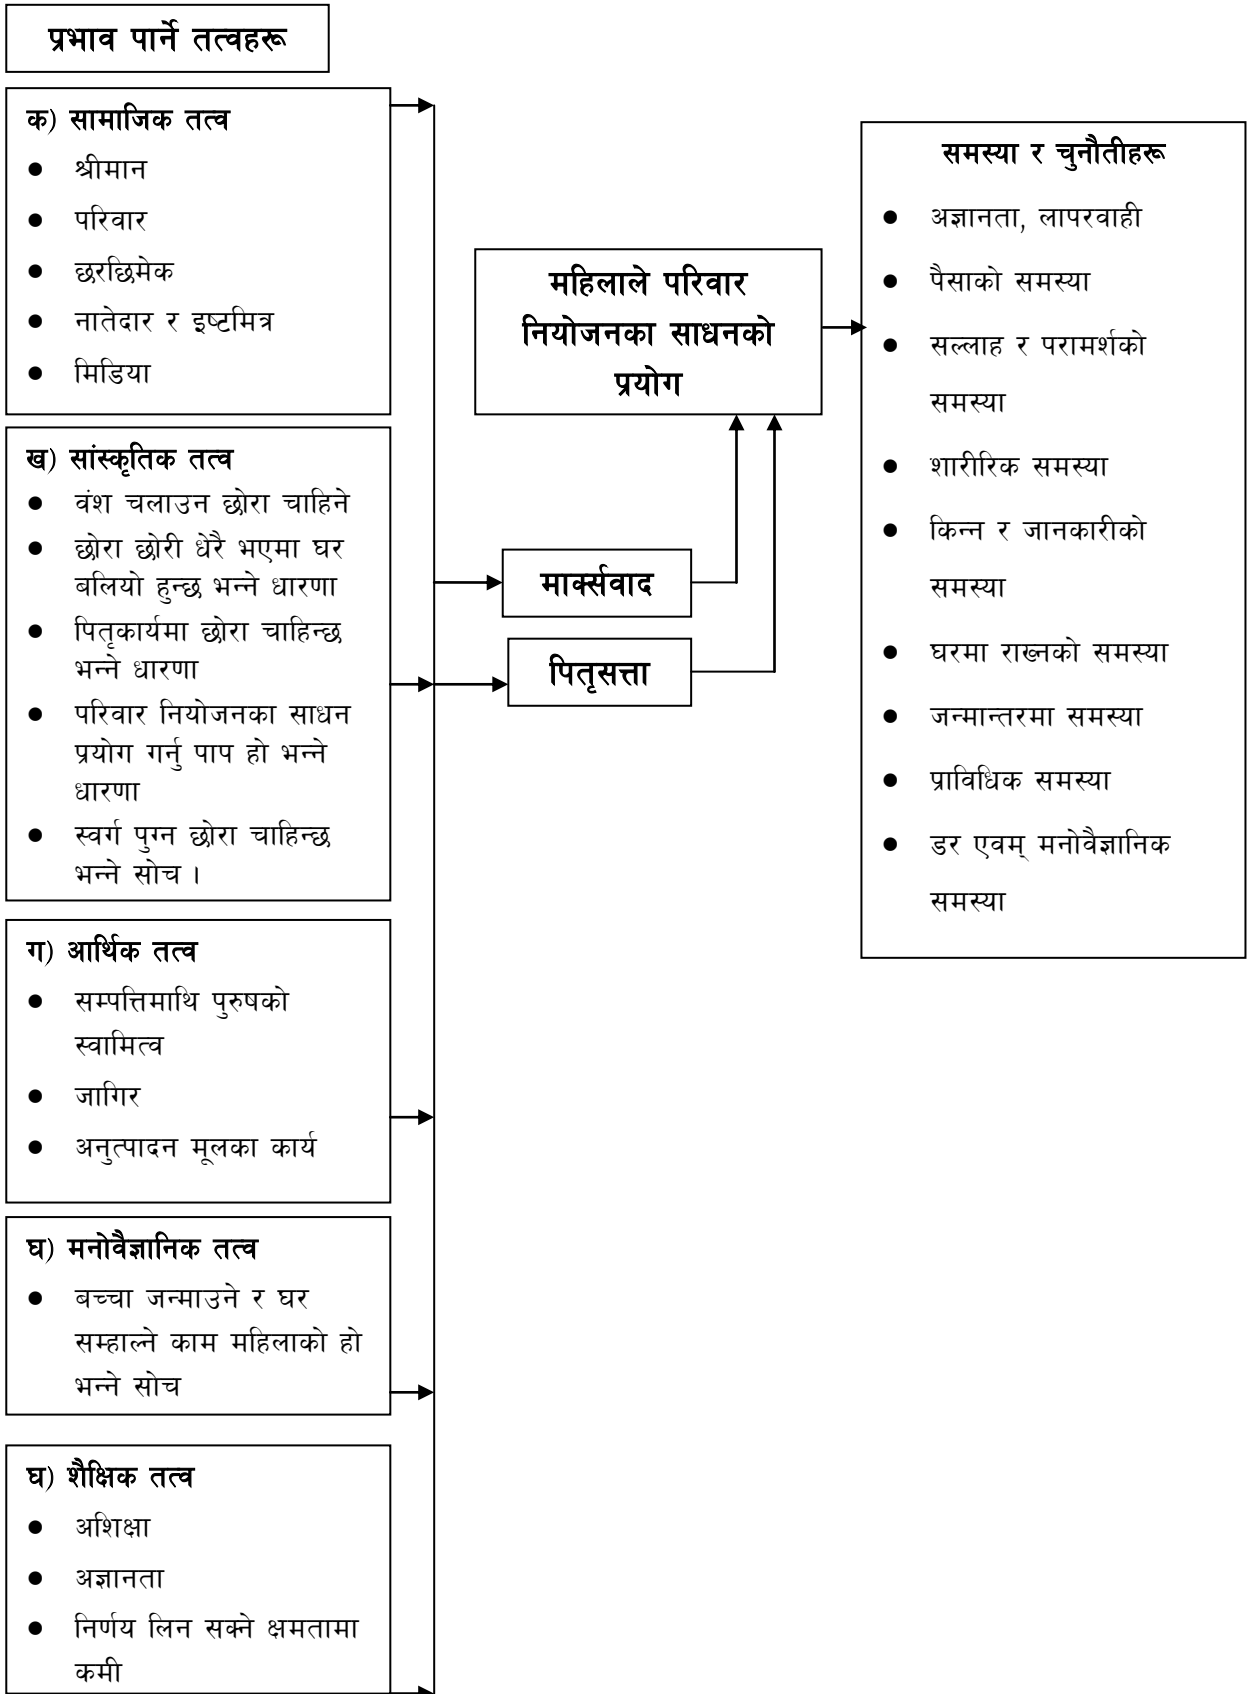 प्रभाव पार्ने तत्वहरू
क) सामाजिक तत्व
● श्रीमान
● परिवार
● छरछिमेक
● नातेदार र इष्टमित्र
● मिडिया
ख) सांस्कृतिक तत्व
● वंश चलाउन छोरा चाहिने
● छोरा छोरी धेरै भएमा घर
बलियो हुन्छ भन्ने धारणा
● पितृकार्यमा छोरा चाहिन्छ
भन्ने धारणा
● परिवार नियोजनका साधन
प्रयोग गर्नु पाप हो भन्ने
धारणा
● स्वर्ग पुग्न छोरा चाहिन्छ
भन्ने सोच ।
ग) आर्थिक तत्व
● सम्पत्तिमाथि पुरुषको
स्वामित्व
● जागिर
● अनुत्पादन मूलका कार्य
घ) मनोवैज्ञानिक तत्व
● बच्चा जन्माउने र घर
सम्हाल्ने काम महिलाको हो
भन्ने सोच
घ) शैक्षिक तत्व
● अशिक्षा
● अज्ञानता
● निर्णय लिन सक्ने क्षमतामा
कमी
महिलाले परिवार
नियोजनका साधनको
प्रयोग
मार्क्सवाद
पितृसत्ता
समस्या र चुनौतीहरू
● अज्ञानता, लापरवाही
● पैसाको समस्या
● सल्लाह र परामर्शको
समस्या
● शारीरिक समस्या
● किन्न र जानकारीको
समस्या
● घरमा राख्नको समस्या
● जन्मान्तरमा समस्या
● प्राविधिक समस्या
● डर एवम् मनोवैज्ञानिक
समस्या